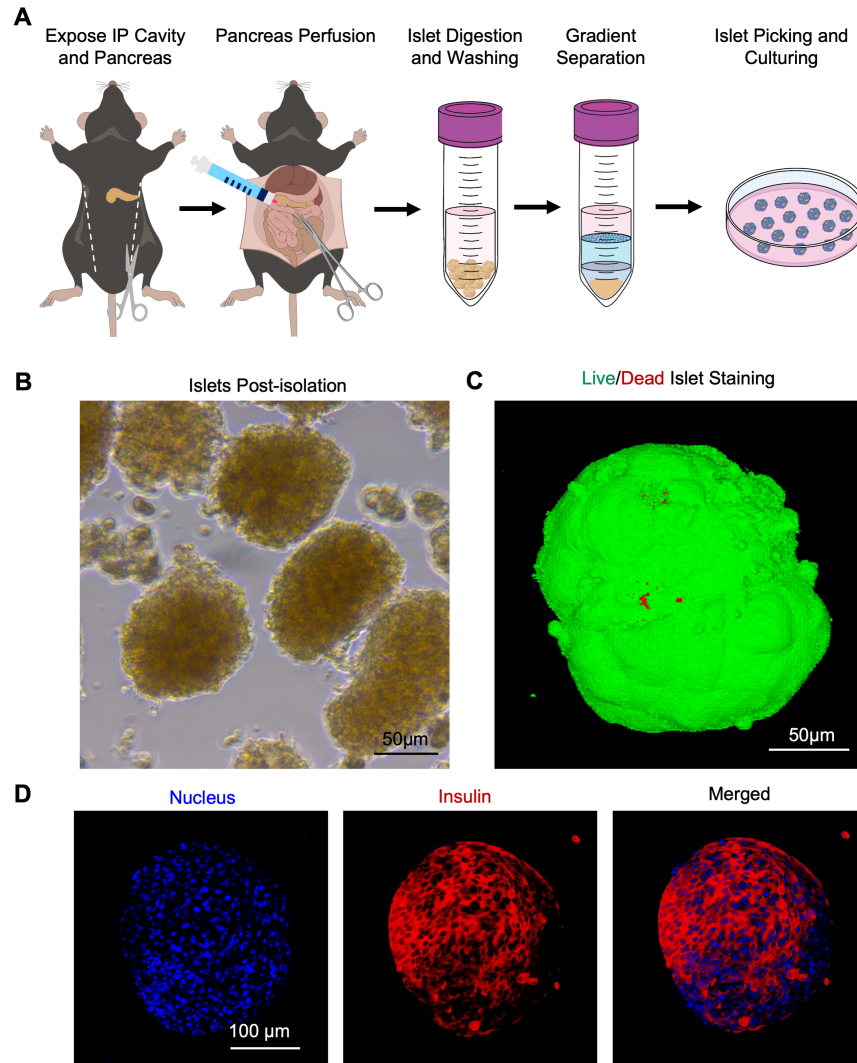 A
Expose IP Cavity
and Pancreas
Pancreas Perfusion
Islet Digestion
and Washing
Gradient
Separation
Islet Picking and
Culturing
B
Islets Post-isolation
50µm
C
Live/Dead Islet Staining
50µm
D
Nucleus
Insulin
Merged
100 µm